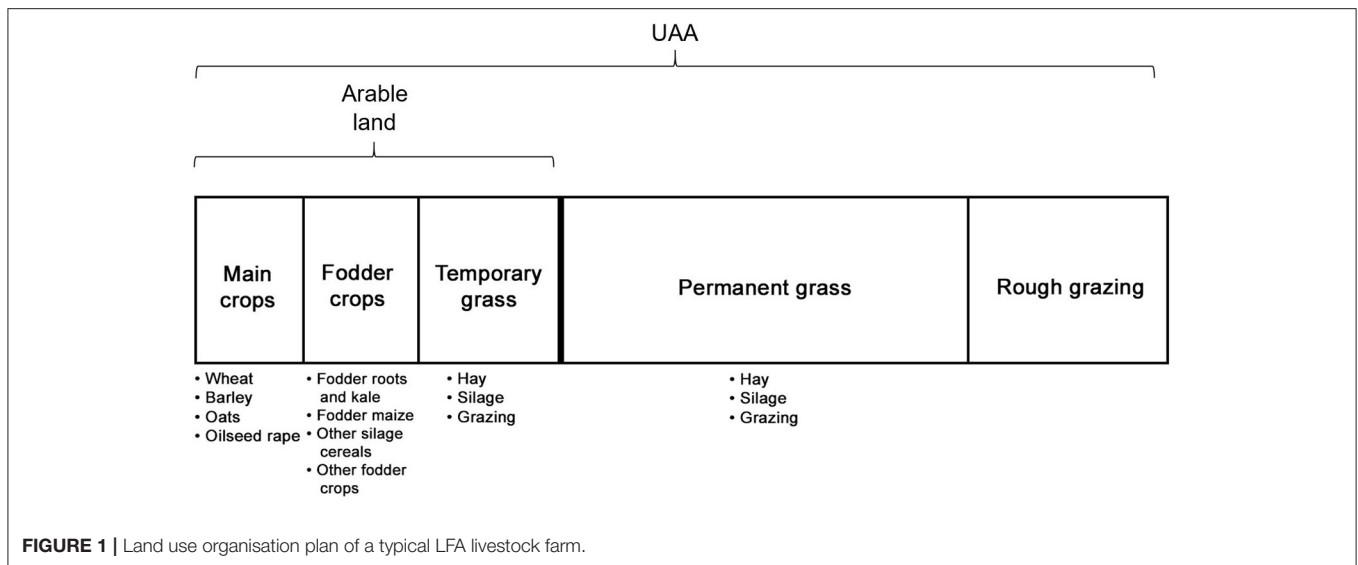 UAA
Arable
land
Main
crops
Fodder
crops
Temporary
grass
Permanent grass
Rough grazing
• Wheat
• Barley
• Oats
• Oilseed rape
• Fodder roots
and kale
• Fodder maize
• Other silage
cereals
• Other fodder
crops
• Hay
• Silage
• Grazing
• Hay
• Silage
• Grazing
FIGURE 1 | Land use organisation plan of a typical LFA livestock farm.